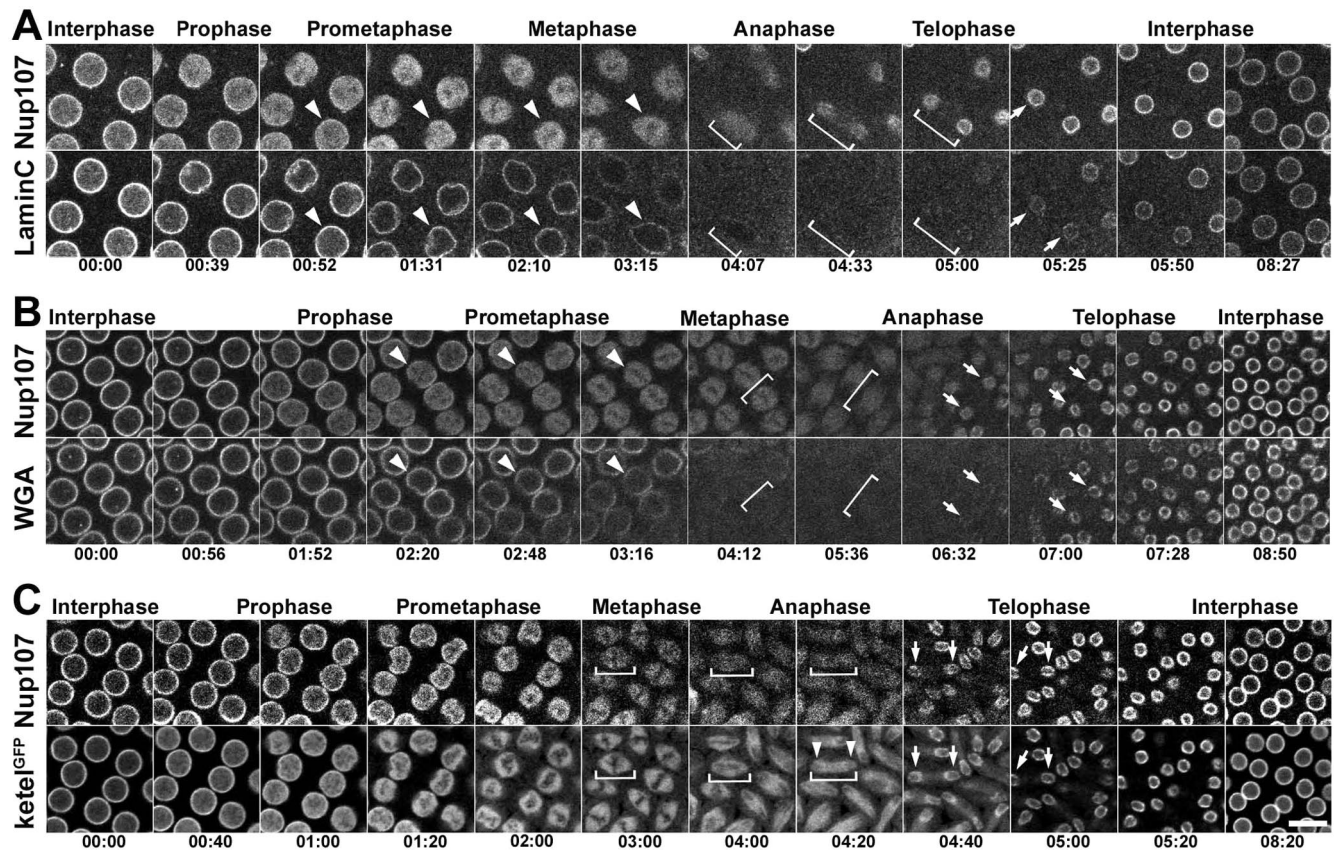 A
Interphase Prophase Prometaphase Metaphase Anaphase Telophase Interphase
Nup107
LaminC
00:00 00:39 00:52 01:31 02:10 03:15 04:07 04:33 05:00 05:25 05:50 08:27
B
Interphase Prophase Prometaphase Metaphase Anaphase Telophase Interphase
Nup107
WGA
00:00 00:56 01:52 02:20 02:48 03:16 04:12 05:36 06:32 07:00 07:28 08:50
C
Interphase Prophase Prometaphase Metaphase Anaphase Telophase Interphase
Nup107
ketelGFP
00:00 00:40 01:00 01:20 02:00 03:00 04:00 04:20 04:40 05:00 05:20 08:20